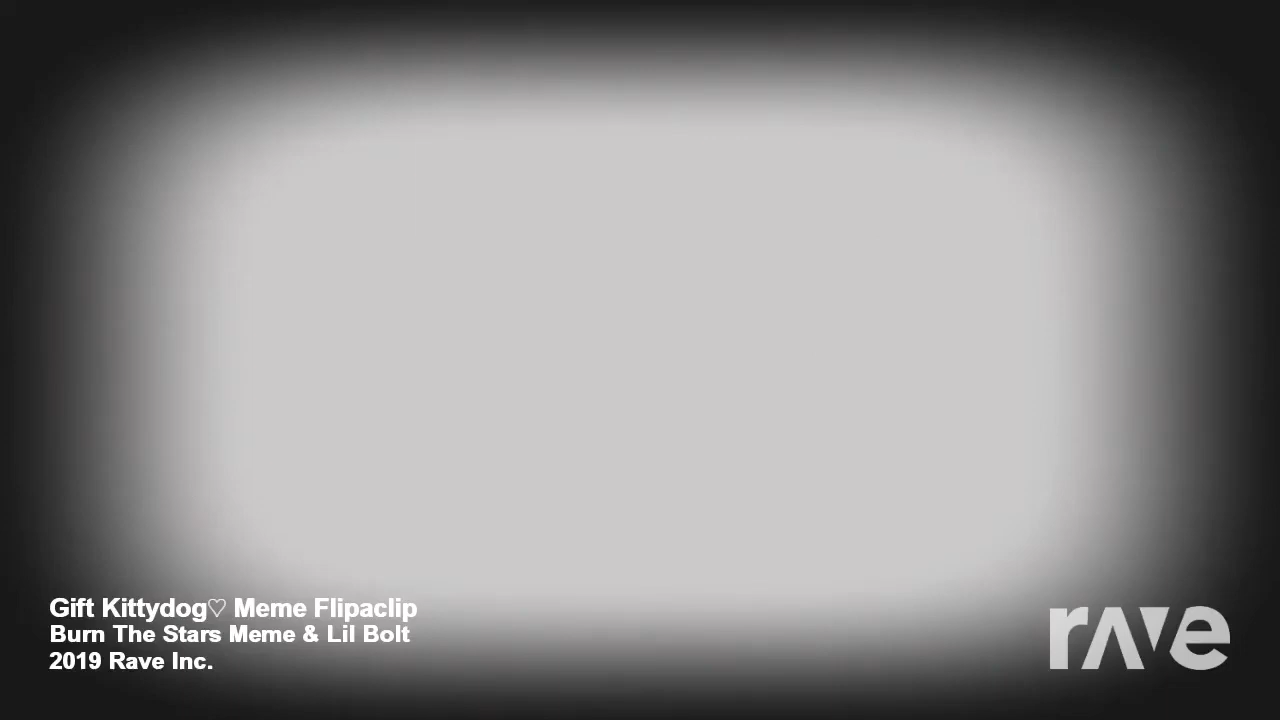 Gift Kittydog♡ Meme Flipaclip
Burn The Stars Meme & Lil Bolt
2019 Rave Inc.
rave